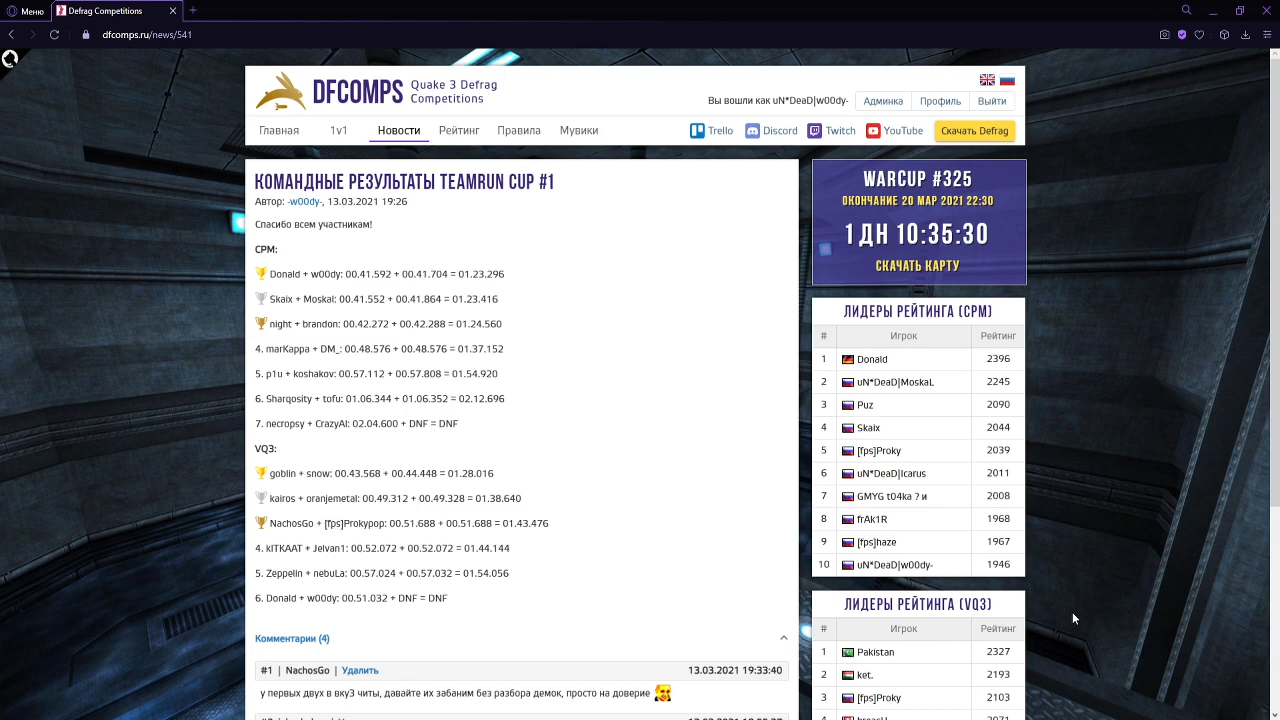 Меню
Defrag Competitions
dfcomps.ru/news/541
DFCOMPS
Quake 3 Defrag
Competitions
Вы вошли как uN*DeaD|w00dy-
Админка
Профиль
Выйти
Главная
1v1
Новости
Рейтинг
Правила
Мувики
Trello
Discord
Twitch
YouTube
Скачать Defrag
КОМАНДНЫЕ РЕЗУЛЬТАТЫ TEAMRUN CUP #1
Автор: -w00dy-, 13.03.2021 19:26
Спасибо всем участникам!
CPM:
Donald + w00dy: 00.41.592 + 00.41.704 = 01.23.296
Skaix + Moskal: 00.41.552 + 00.41.864 = 01.23.416
night + brandon: 00.42.272 + 00.42.288 = 01.24.560
4. marKappa + DM_: 00.48.576 + 00.48.576 = 01.37.152
5. p1u + koshakov: 00.57.112 + 00.57.808 = 01.54.920
6. Sharqosity + tofu: 01.06.344 + 01.06.352 = 02.12.696
7. necropsy + CrazyAl: 02.04.600 + DNF = DNF
VQ3:
goblin + snow: 00.43.568 + 00.44.448 = 01.28.016
kairos + oranjemetal: 00.49.312 + 00.49.328 = 01.38.640
NachosGo + [fps]Prokypop: 00.51.688 + 00.51.688 = 01.43.476
4. kITKAAT + Jelvan1: 00.52.072 + 00.52.072 = 01.44.144
5. Zeppelin + nebuLa: 00.57.024 + 00.57.032 = 01.54.056
6. Donald + w00dy: 00.51.032 + DNF = DNF
Комментарии (4)
#1 | NachosGo | Удалить
13.03.2021 19:33:40
у первых двух в вку3 читы, давайте их забаним без разбора демок, просто на доверие
WARCUP #325
ОКОНЧАНИЕ 20 МАР 2021 22:30
1 ДН 10:35:30
СКАЧАТЬ КАРТУ
ЛИДЕРЫ РЕЙТИНГА (CPM)
# Игрок Рейтинг
1 Donald 2396
2 uN*DeaD|MoskaL 2245
3 Puz 2090
4 Skaix 2044
5 [fps]Proky 2039
6 uN*DeaD|Icarus 2011
7 GMYG t04ka ? и 2008
8 frAk1R 1968
9 [fps]haze 1967
10 uN*DeaD|w00dy- 1946
ЛИДЕРЫ РЕЙТИНГА (VQ3)
# Игрок Рейтинг
1 Pakistan 2327
2 ket. 2193
3 [fps]Proky 2103